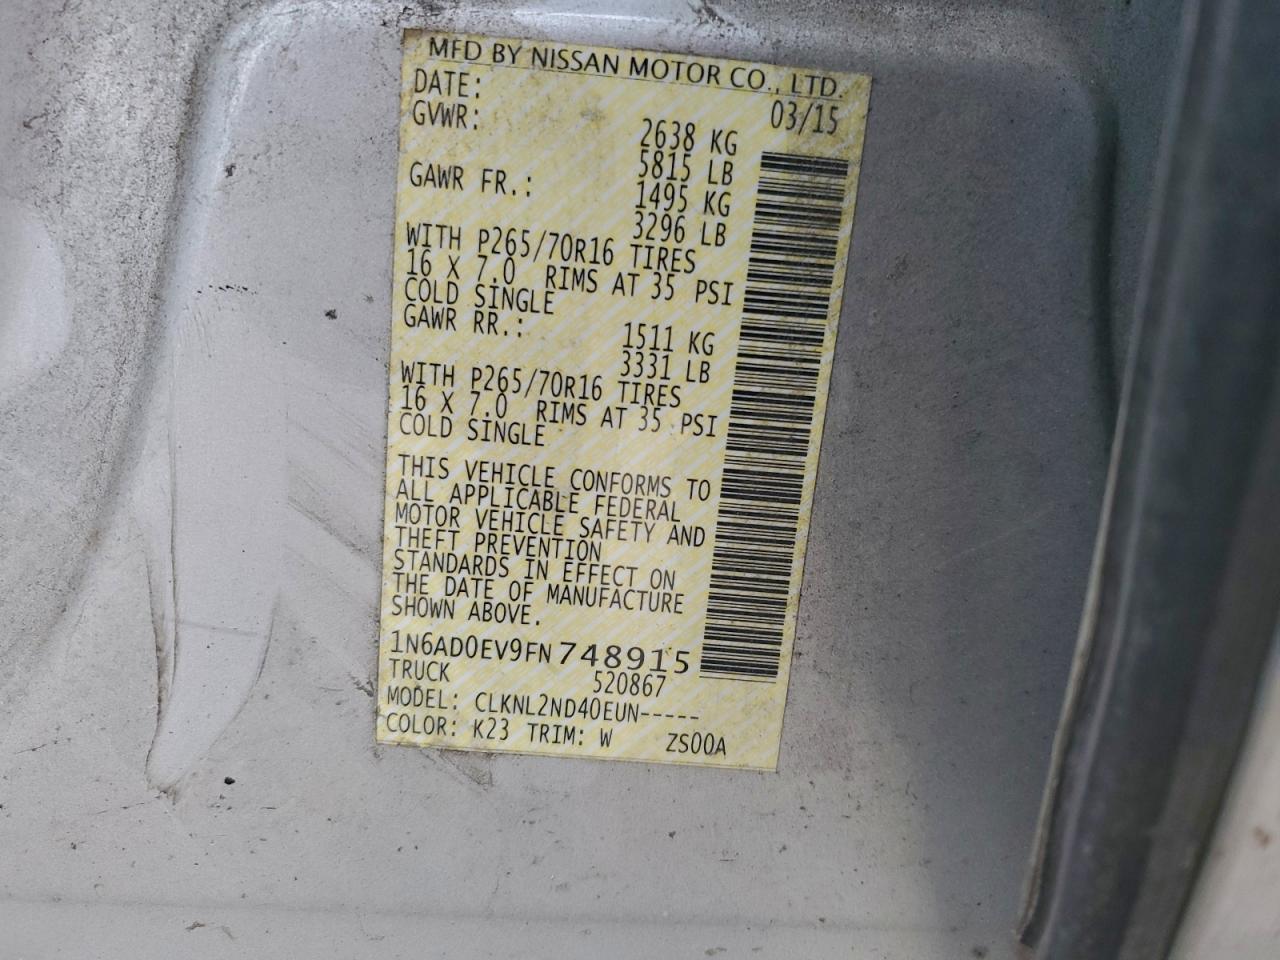 MFD BY NISSAN MOTOR CO., LTD.
DATE: 03/15
GVWR: 2638 KG
5815 LB
GAWR FR.: 1495 KG
3296 LB
WITH P265/70R16 TIRES
16 X 7.0 RIMS AT 35 PSI
COLD SINGLE
GAWR RR.: 1511 KG
3331 LB
WITH P265/70R16 TIRES
16 X 7.0 RIMS AT 35 PSI
COLD SINGLE
THIS VEHICLE CONFORMS TO
ALL APPLICABLE FEDERAL
MOTOR VEHICLE SAFETY AND
THEFT PREVENTION
STANDARDS IN EFFECT ON
THE DATE OF MANUFACTURE
SHOWN ABOVE.
1N6AD0EV9FN748915
TRUCK 520867
MODEL: CLKNL2ND40EUN-----
COLOR: K23 TRIM: W ZS00A